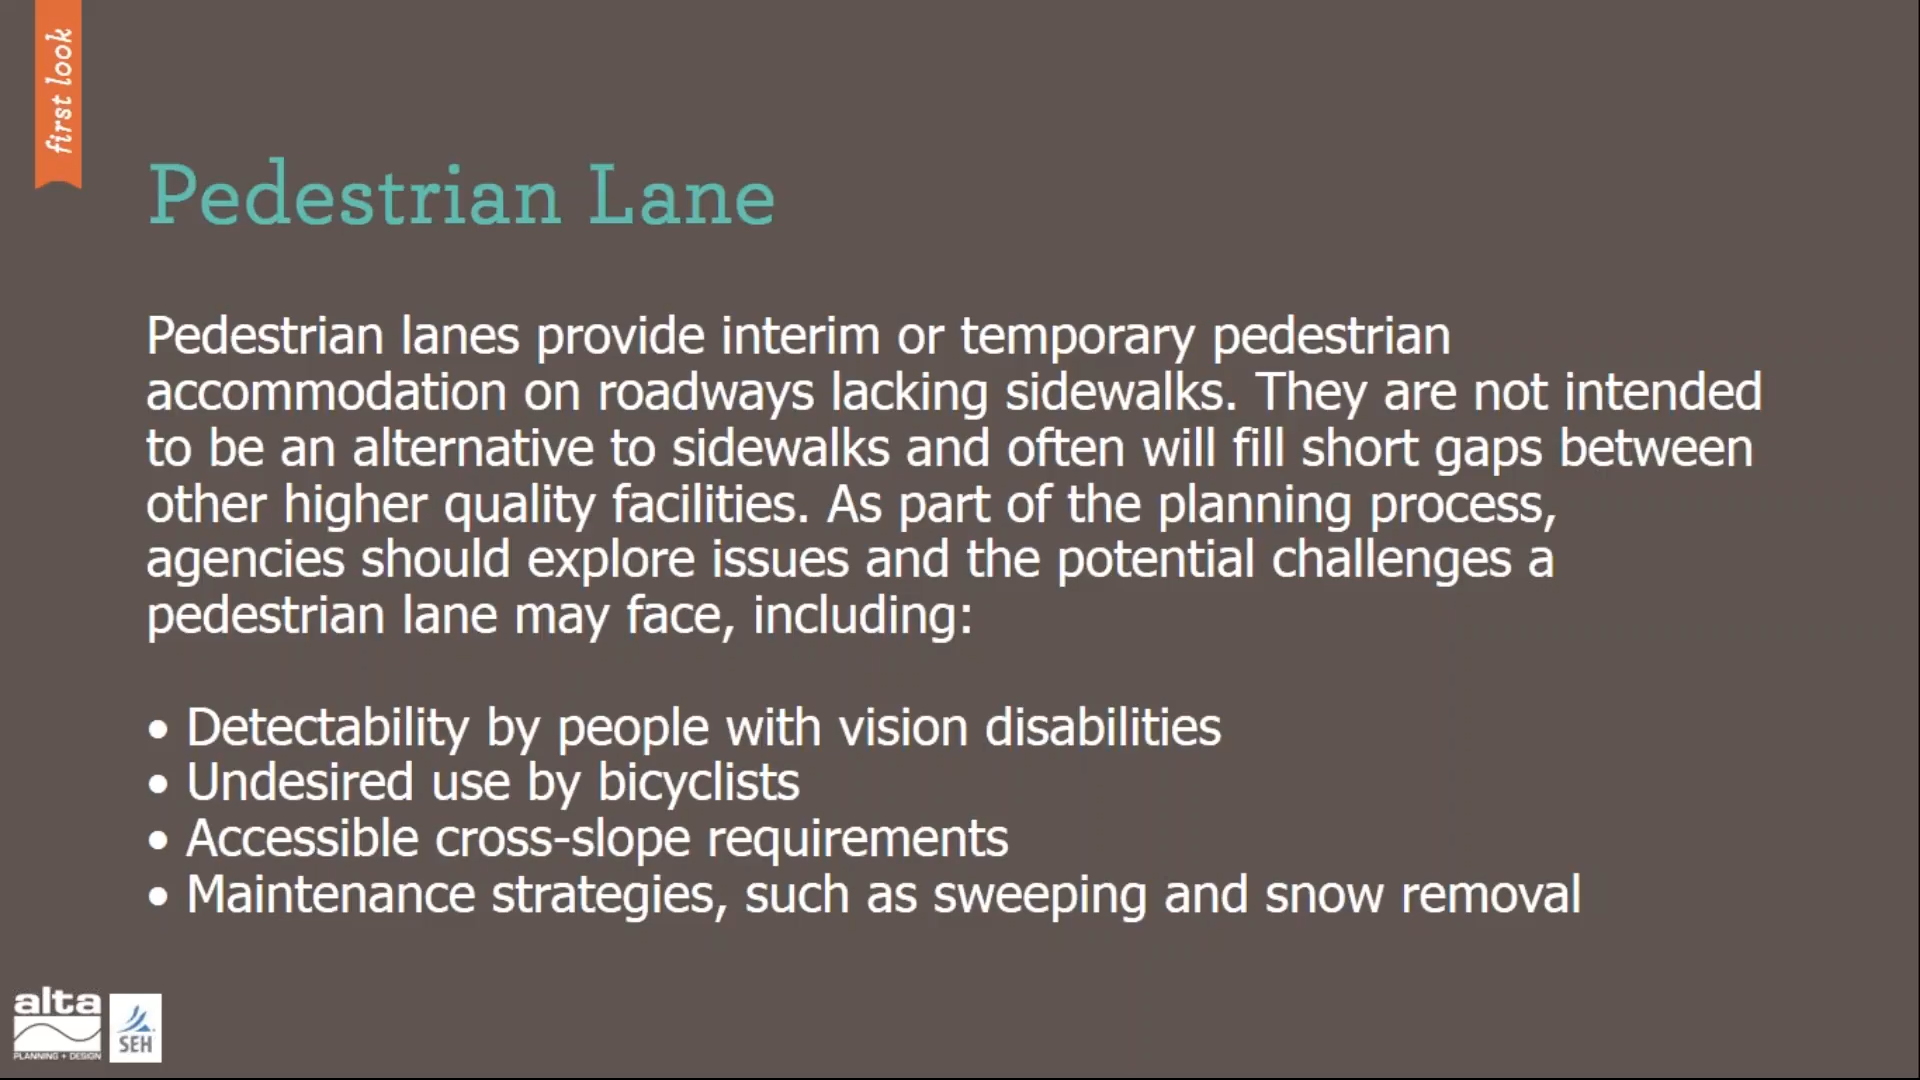 first look
Pedestrian Lane
Pedestrian lanes provide interim or temporary pedestrian
accommodation on roadways lacking sidewalks. They are not intended
to be an alternative to sidewalks and often will fill short gaps between
other higher quality facilities. As part of the planning process,
agencies should explore issues and the potential challenges a
pedestrian lane may face, including:
• Detectability by people with vision disabilities
• Undesired use by bicyclists
• Accessible cross-slope requirements
• Maintenance strategies, such as sweeping and snow removal
alta
PLANNING + DESIGN
SEH